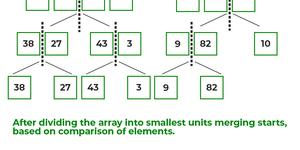 38 27 43 3 9 82 10
38 27 43 3 9 82
After dividing the array into smallest units merging starts,
based on comparison of elements.